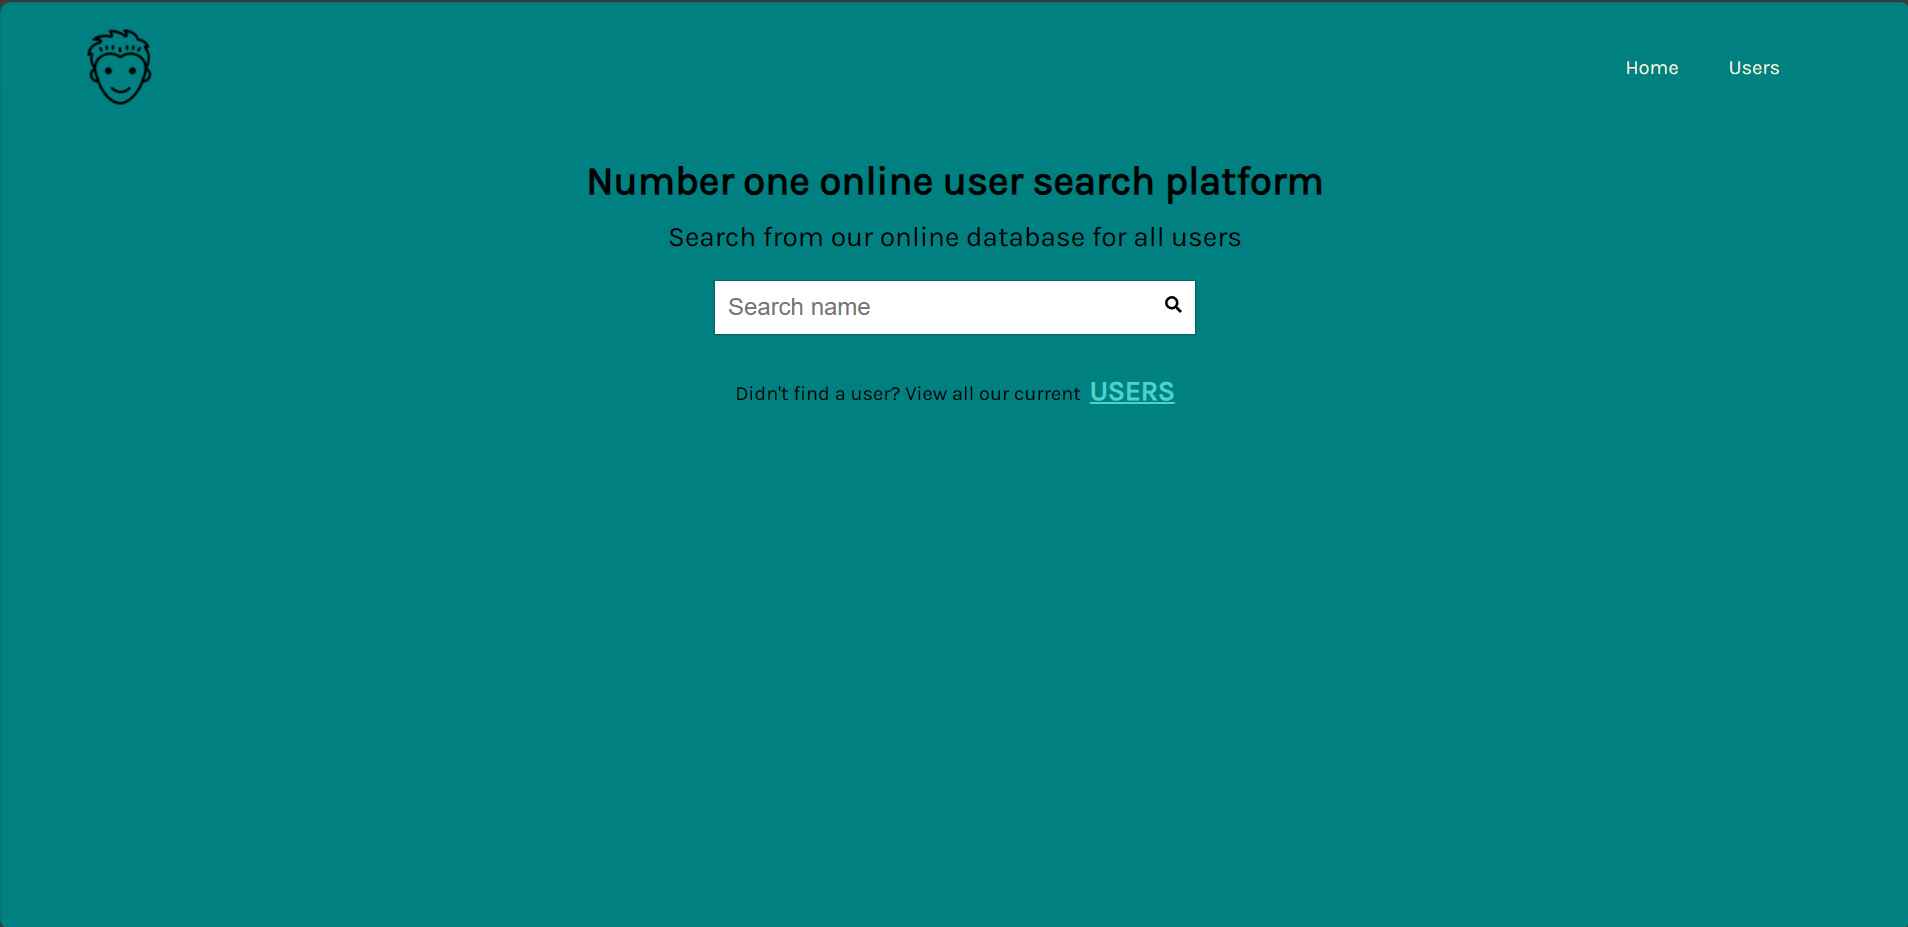 Home Users
Number one online user search platform
Search from our online database for all users
Search name
Didn't find a user? View all our current USERS